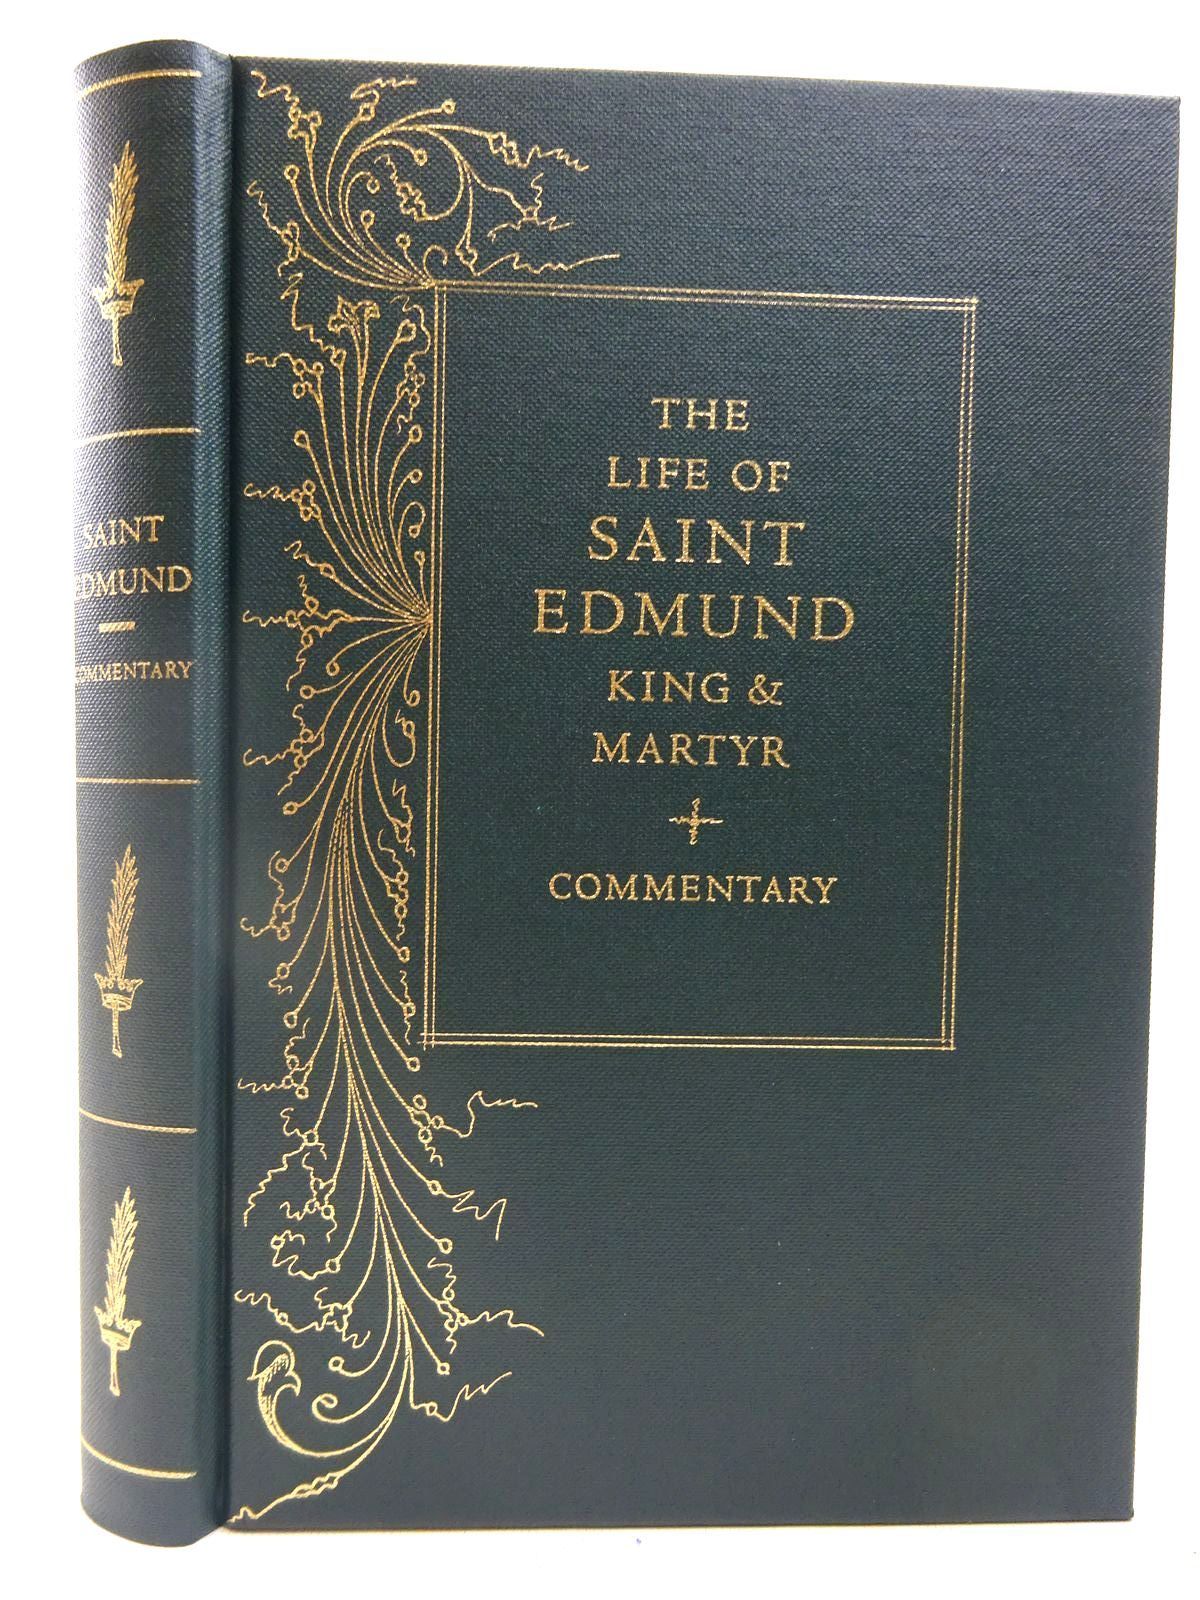 SAINT
EDMUND
COMMENTARY
THE
LIFE OF
SAINT
EDMUND
KING &
MARTYR
COMMENTARY